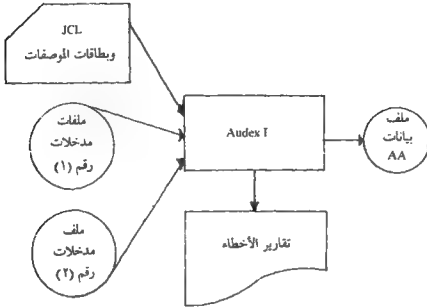 JCL
وبطاقات الموصفات
ملفات
مدخلات
رقم (١)
Audex I
ملف
بيانات
AA
ملف
مدخلات
رقم (٢)
تقارير الأخطاء